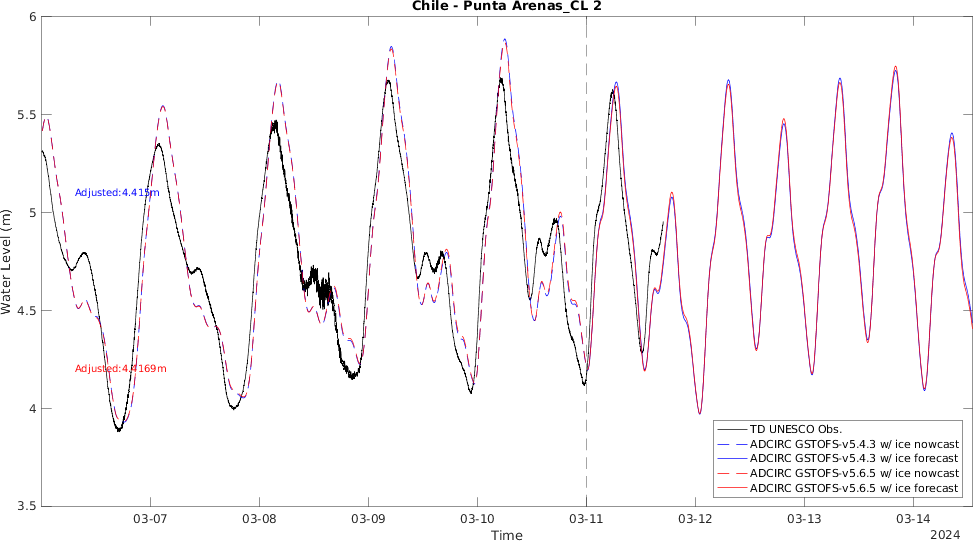 Chile - Punta Arenas_CL 2
Water Level (m)
6
5.5
5
4.5
4
3.5
Adjusted:4.415m
Adjusted:4.4169m
TD UNESCO Obs.
ADCIRC GSTOFS-v5.4.3 w/ ice nowcast
ADCIRC GSTOFS-v5.4.3 w/ ice forecast
ADCIRC GSTOFS-v5.6.5 w/ ice nowcast
ADCIRC GSTOFS-v5.6.5 w/ ice forecast
03-07 03-08 03-09 03-10 03-11 03-12 03-13 03-14
Time
2024